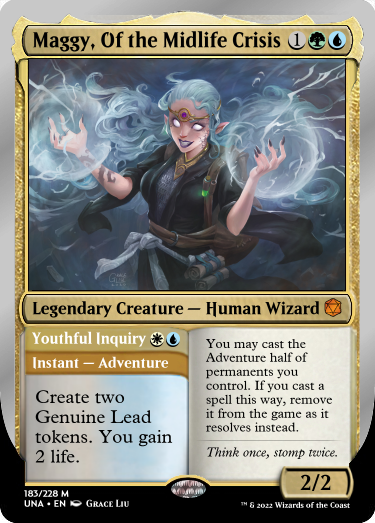 Maggy, Of the Midlife Crisis 1
Legendary Creature — Human Wizard
Youthful Inquiry
Instant — Adventure
Create two
Genuine Lead
tokens. You gain
2 life.
You may cast the
Adventure half of
permanents you
control. If you cast a
spell this way, remove
it from the game as it
resolves instead.
Think once, stomp twice.
2/2
183/228 M
UNA • EN Grace Liu
™ & © 2022 Wizards of the Coast